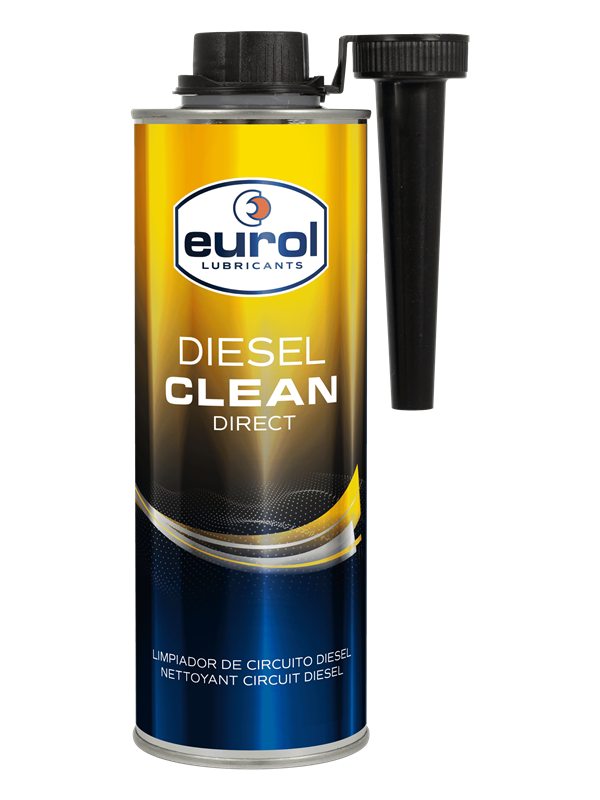 eurol
LUBRICANTS
DIESEL
CLEAN
DIRECT
LIMPIADOR DE CIRCUITO DIESEL
NETTOYANT CIRCUIT DIESEL